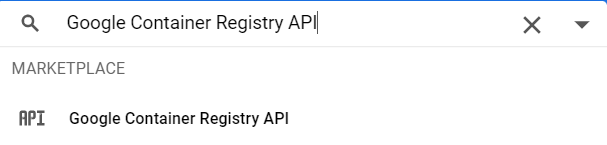 Google Container Registry API
MARKETPLACE
API Google Container Registry API